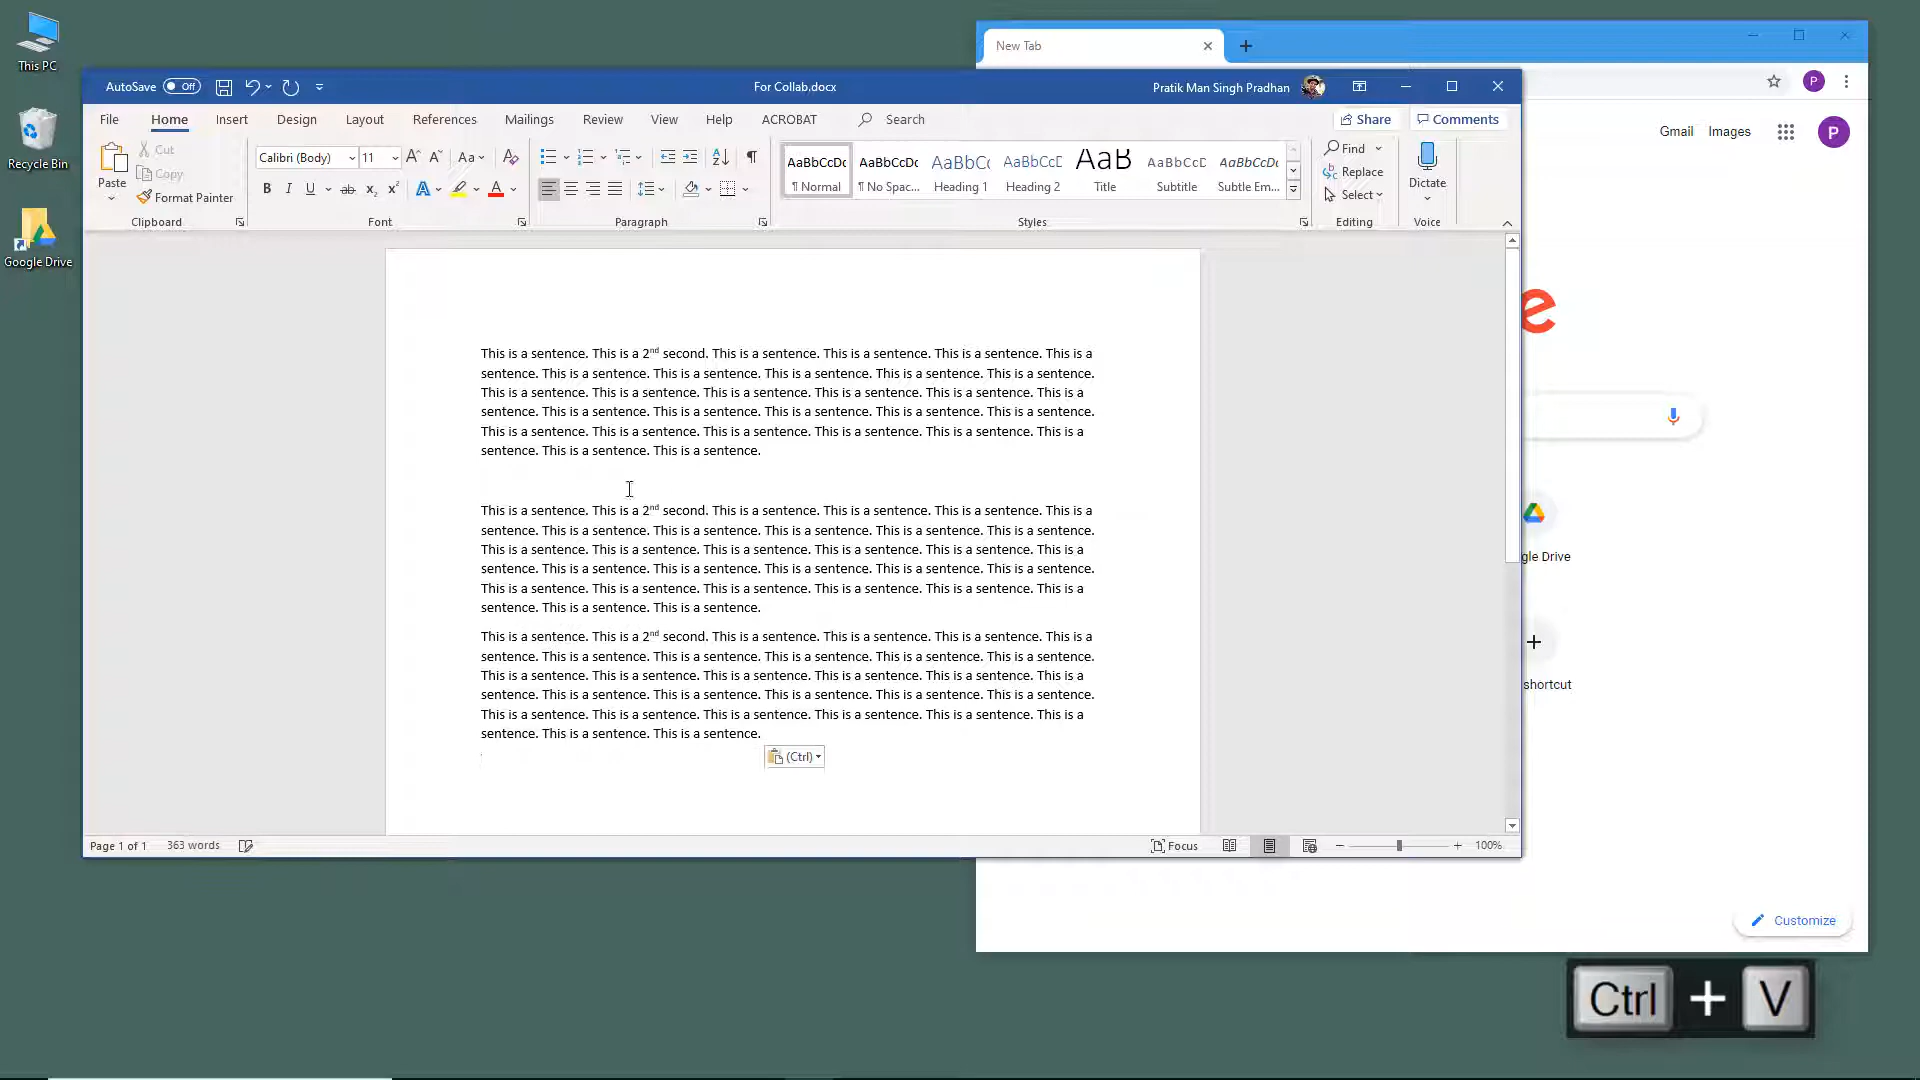 This PC
Recycle Bin
Google Drive
New Tab
AutoSave Off
For Collab.docx
Pratik Man Singh Pradhan
File Home Insert Design Layout References Mailings Review View Help ACROBAT Search Share Comments
Paste
Cut
Copy
Format Painter
Clipboard
Calibri (Body) 11
Font
Paragraph
AaBbCcDc AaBbCcDc AaBbCc AaBbCcD AaB AaBbCcD AaBbCcDc
¶ Normal ¶ No Spac... Heading 1 Heading 2 Title Subtitle Subtle Em...
Styles
Find
Replace
Select
Editing
Dictate
Voice
Gmail Images P
P
e
This is a sentence. This is a 2nd second. This is a sentence. This is a sentence. This is a sentence. This is a
sentence. This is a sentence. This is a sentence. This is a sentence. This is a sentence. This is a sentence.
This is a sentence. This is a sentence. This is a sentence. This is a sentence. This is a sentence. This is a
sentence. This is a sentence. This is a sentence. This is a sentence. This is a sentence. This is a sentence.
This is a sentence. This is a sentence. This is a sentence. This is a sentence. This is a sentence. This is a
sentence. This is a sentence. This is a sentence.
This is a sentence. This is a 2nd second. This is a sentence. This is a sentence. This is a sentence. This is a
sentence. This is a sentence. This is a sentence. This is a sentence. This is a sentence. This is a sentence.
This is a sentence. This is a sentence. This is a sentence. This is a sentence. This is a sentence. This is a
sentence. This is a sentence. This is a sentence. This is a sentence. This is a sentence. This is a sentence.
This is a sentence. This is a sentence. This is a sentence. This is a sentence. This is a sentence. This is a
sentence. This is a sentence. This is a sentence.
This is a sentence. This is a 2nd second. This is a sentence. This is a sentence. This is a sentence. This is a
sentence. This is a sentence. This is a sentence. This is a sentence. This is a sentence. This is a sentence.
This is a sentence. This is a sentence. This is a sentence. This is a sentence. This is a sentence. This is a
sentence. This is a sentence. This is a sentence. This is a sentence. This is a sentence. This is a sentence.
This is a sentence. This is a sentence. This is a sentence. This is a sentence. This is a sentence. This is a
sentence. This is a sentence. This is a sentence.
(Ctrl)
gle Drive
shortcut
Page 1 of 1 363 words Focus 100%
Customize
Ctrl + V